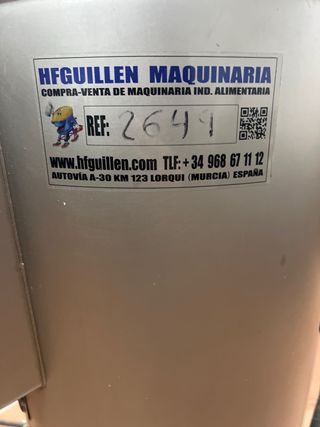 HFGUILLEN MAQUINARIA
COMPRA-VENTA DE MAQUINARIA IND. ALIMENTARIA
REF: 2649
www.hfguillen.com TLF: + 34 968 67 11 12
AUTOVÍA A-30 KM 123 LORQUI (MURCIA) ESPAÑA